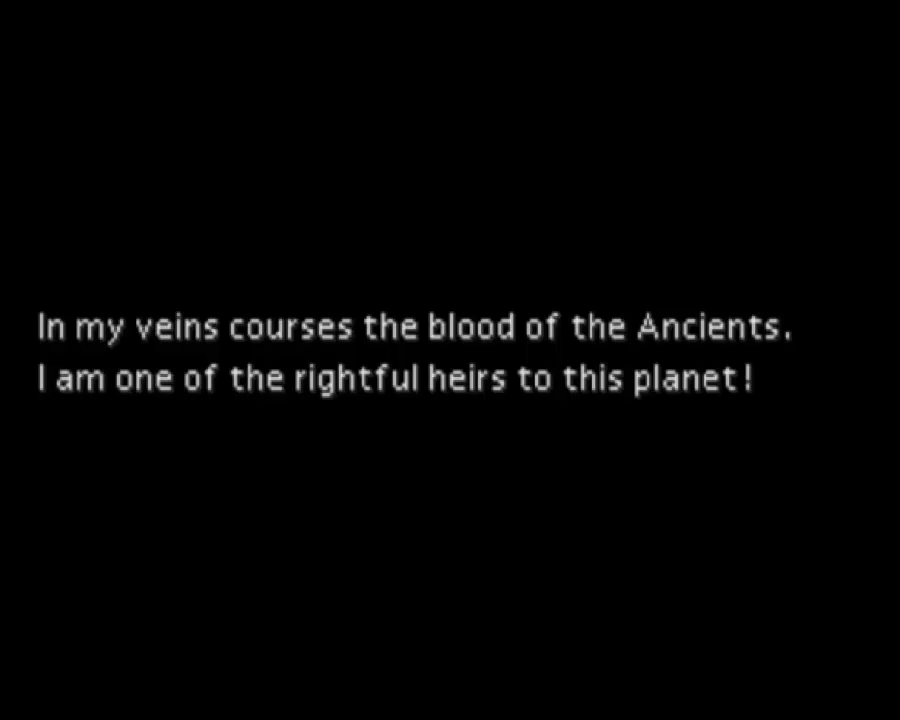 In my veins courses the blood of the Ancients.
I am one of the rightful heirs to this planet!